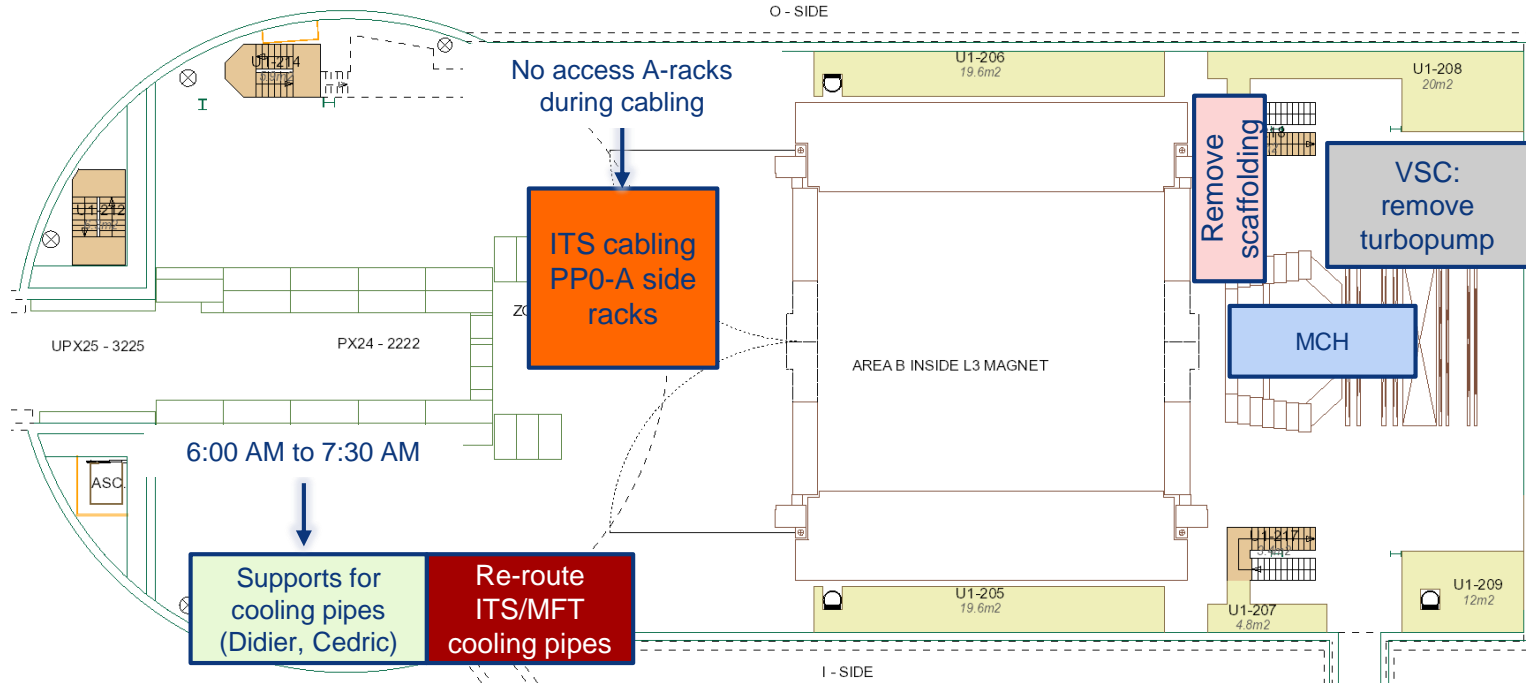 O - SIDE
U1-214
No access A-racks
during cabling
U1-206
19.6m2
U1-208
20m2
Remove
scaffolding
VSC:
remove
turbopump
U1-212
ITS cabling
PP0-A side
racks
UPX25 - 3225
PX24 - 2222
AREA B INSIDE L3 MAGNET
MCH
6:00 AM to 7:30 AM
ASC.
Supports for
cooling pipes
(Didier, Cedric)
Re-route
ITS/MFT
cooling pipes
U1-205
19.6m2
U1-217
U1-207
4.8m2
U1-209
12m2
I - SIDE